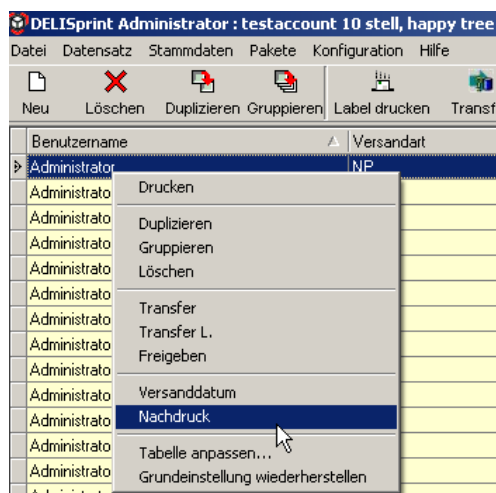 DELISprint Administrator : testaccount 10 stell, happy tree
Datei Datensatz Stammdaten Pakete Konfiguration Hilfe
Neu Löschen Duplizieren Gruppieren Label drucken Transf
Benutzername Versandart
Administrator NP
Administrato
Administrato
Administrato
Administrato
Administrato
Administrato
Administrato
Administrato
Administrato
Administrato
Administrato
Administrato
Drucken
Duplizieren
Gruppieren
Löschen
Transfer
Transfer L.
Freigeben
Versanddatum
Nachdruck
Tabelle anpassen...
Grundeinstellung wiederherstellen